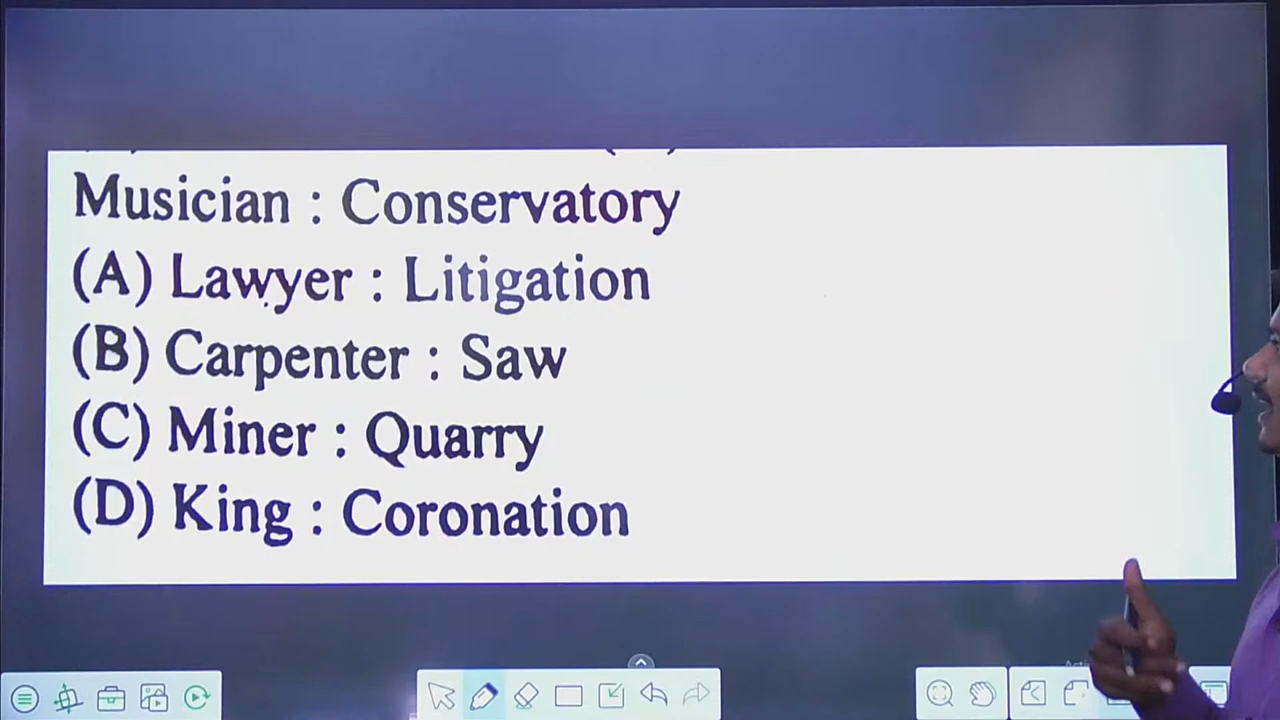 Musician : Conservatory
(A) Lawyer : Litigation
(B) Carpenter : Saw
(C) Miner : Quarry
(D) King : Coronation